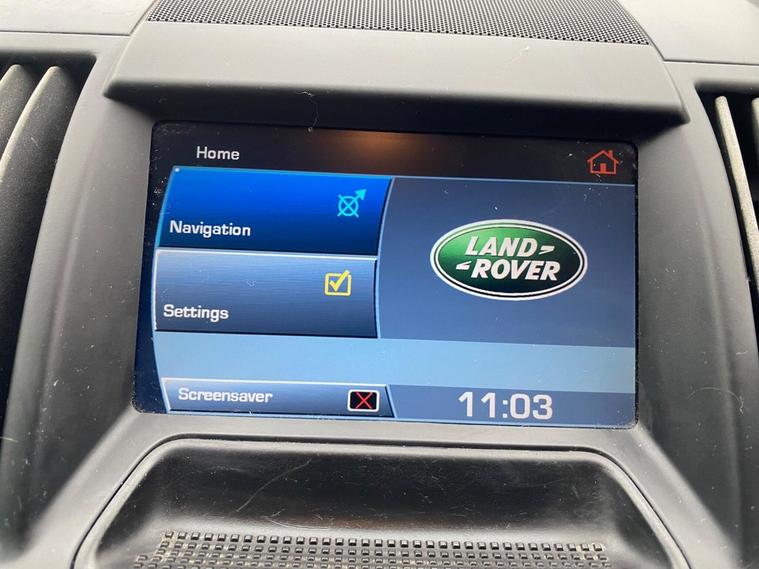 Home
Navigation
LAND-
-ROVER
Settings
Screensaver
11:03